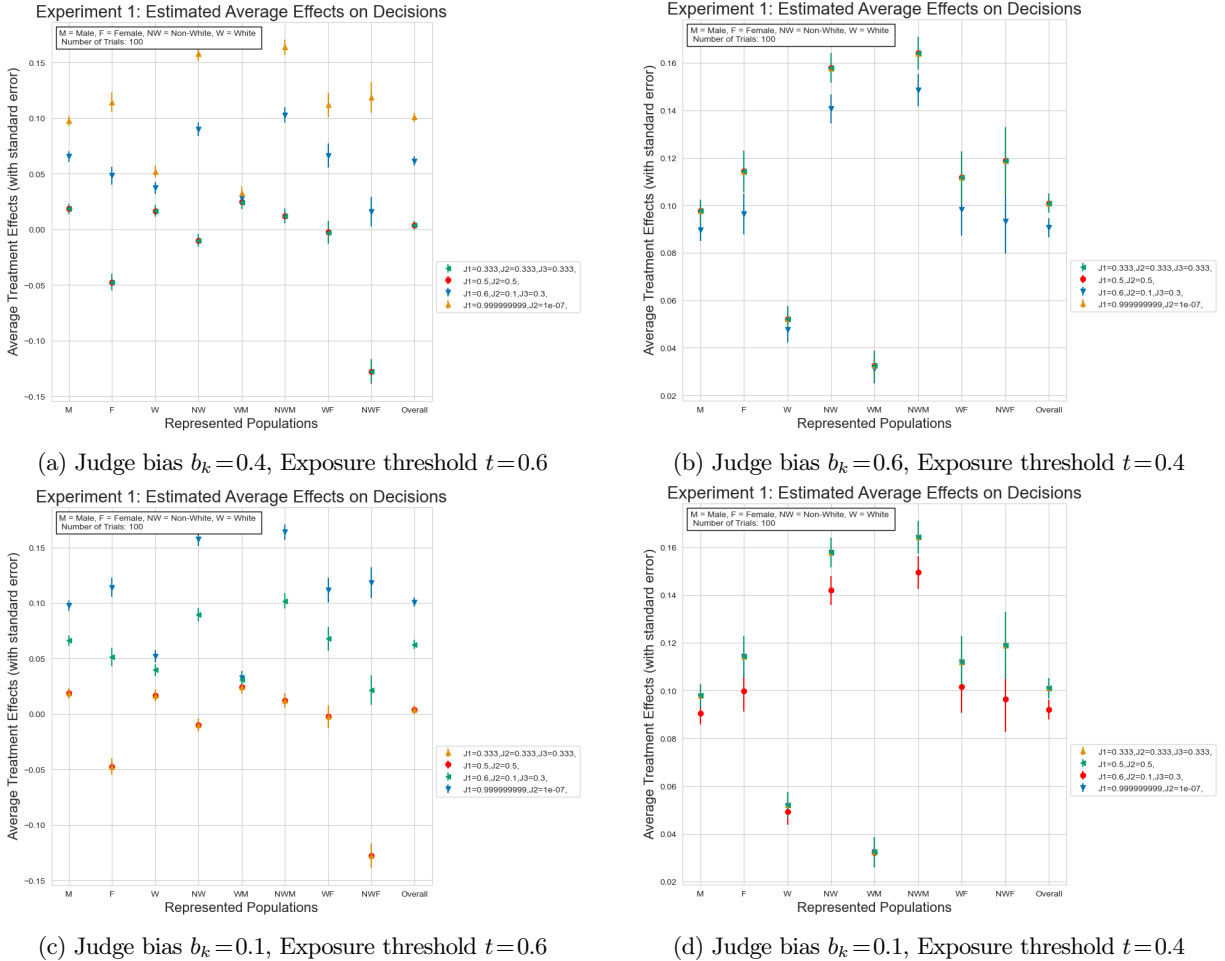 Experiment 1: Estimated Average Effects on Decisions
M = Male, F = Female, NW = Non-White, W = White
Number of Trials: 100
Average Treatment Effects (with standard error)
0.15
0.10
0.05
0.00
−0.05
−0.10
−0.15
M F W NW WM NWM WF NWF Overall
Represented Populations
J1=0.333,J2=0.333,J3=0.333,
J1=0.5,J2=0.5,
J1=0.6,J2=0.1,J3=0.3,
J1=0.999999999,J2=1e-07,
(a) Judge bias b_k=0.4, Exposure threshold t=0.6
Experiment 1: Estimated Average Effects on Decisions
M = Male, F = Female, NW = Non-White, W = White
Number of Trials: 100
Average Treatment Effects (with standard error)
0.16
0.14
0.12
0.10
0.08
0.06
0.04
0.02
M F W NW WM NWM WF NWF Overall
Represented Populations
J1=0.333,J2=0.333,J3=0.333,
J1=0.5,J2=0.5,
J1=0.6,J2=0.1,J3=0.3,
J1=0.999999999,J2=1e-07,
(b) Judge bias b_k=0.6, Exposure threshold t=0.4
Experiment 1: Estimated Average Effects on Decisions
M = Male, F = Female, NW = Non-White, W = White
Number of Trials: 100
Average Treatment Effects (with standard error)
0.15
0.10
0.05
0.00
−0.05
−0.10
−0.15
M F W NW WM NWM WF NWF Overall
Represented Populations
J1=0.333,J2=0.333,J3=0.333,
J1=0.5,J2=0.5,
J1=0.6,J2=0.1,J3=0.3,
J1=0.999999999,J2=1e-07,
(c) Judge bias b_k=0.1, Exposure threshold t=0.6
Experiment 1: Estimated Average Effects on Decisions
M = Male, F = Female, NW = Non-White, W = White
Number of Trials: 100
Average Treatment Effects (with standard error)
0.16
0.14
0.12
0.10
0.08
0.06
0.04
0.02
M F W NW WM NWM WF NWF Overall
Represented Populations
J1=0.333,J2=0.333,J3=0.333,
J1=0.5,J2=0.5,
J1=0.6,J2=0.1,J3=0.3,
J1=0.999999999,J2=1e-07,
(d) Judge bias b_k=0.1, Exposure threshold t=0.4